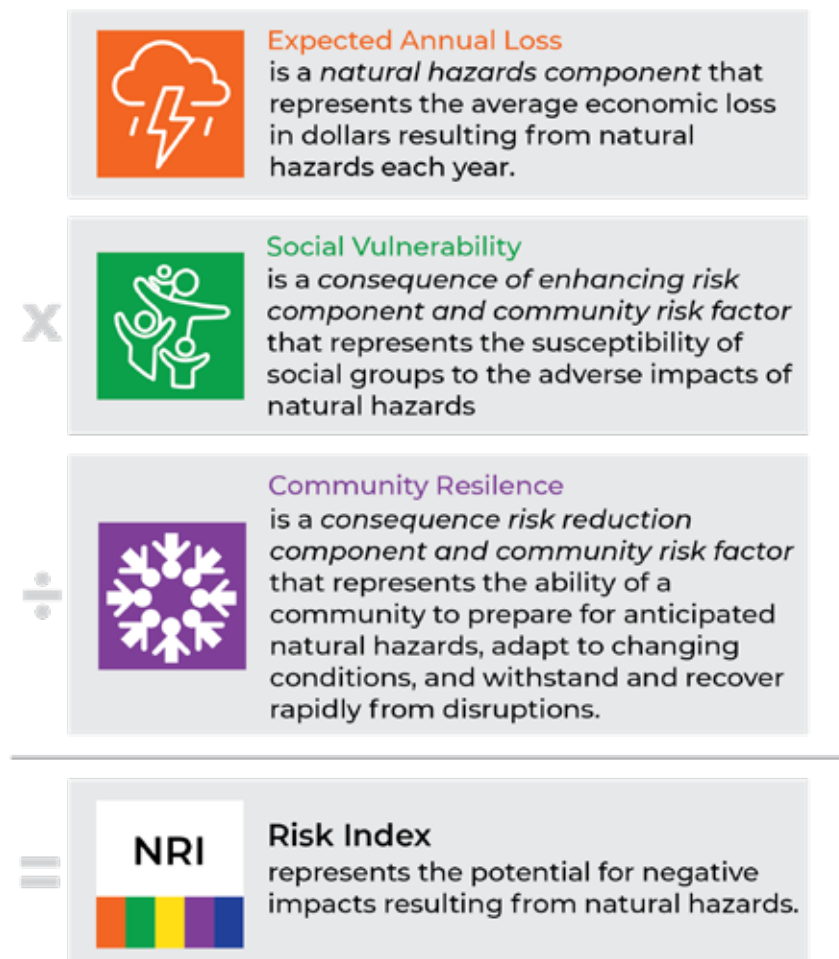 Expected Annual Loss
is a natural hazards component that
represents the average economic loss
in dollars resulting from natural
hazards each year.
x
Social Vulnerability
is a consequence of enhancing risk
component and community risk factor
that represents the susceptibility of
social groups to the adverse impacts of
natural hazards
÷
Community Resilence
is a consequence risk reduction
component and community risk factor
that represents the ability of a
community to prepare for anticipated
natural hazards, adapt to changing
conditions, and withstand and recover
rapidly from disruptions.
=
NRI
Risk Index
represents the potential for negative
impacts resulting from natural hazards.